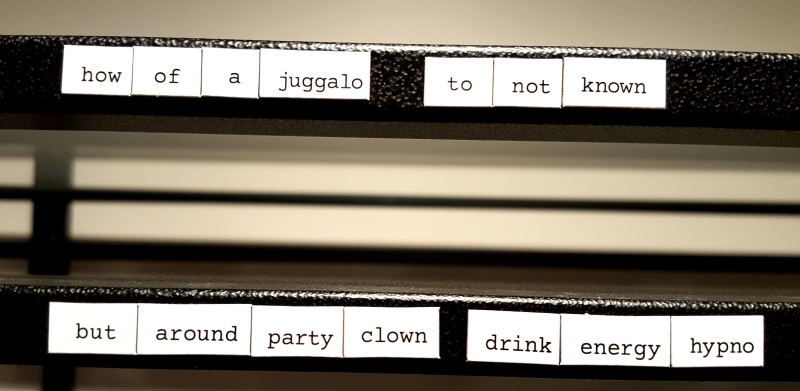 how of a juggalo to not known
but around party clown drink energy hypno